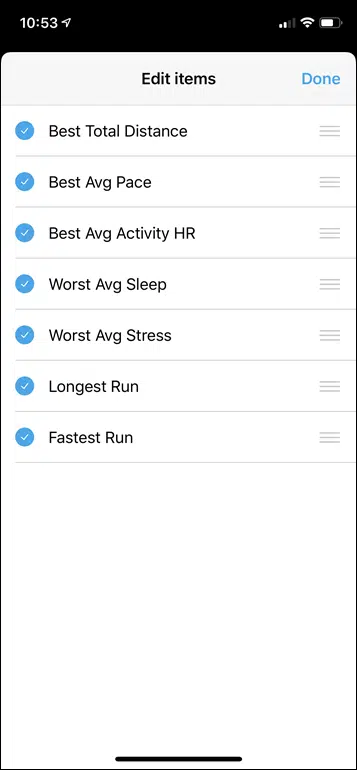 10:53
Edit items
Done
Best Total Distance
Best Avg Pace
Best Avg Activity HR
Worst Avg Sleep
Worst Avg Stress
Longest Run
Fastest Run